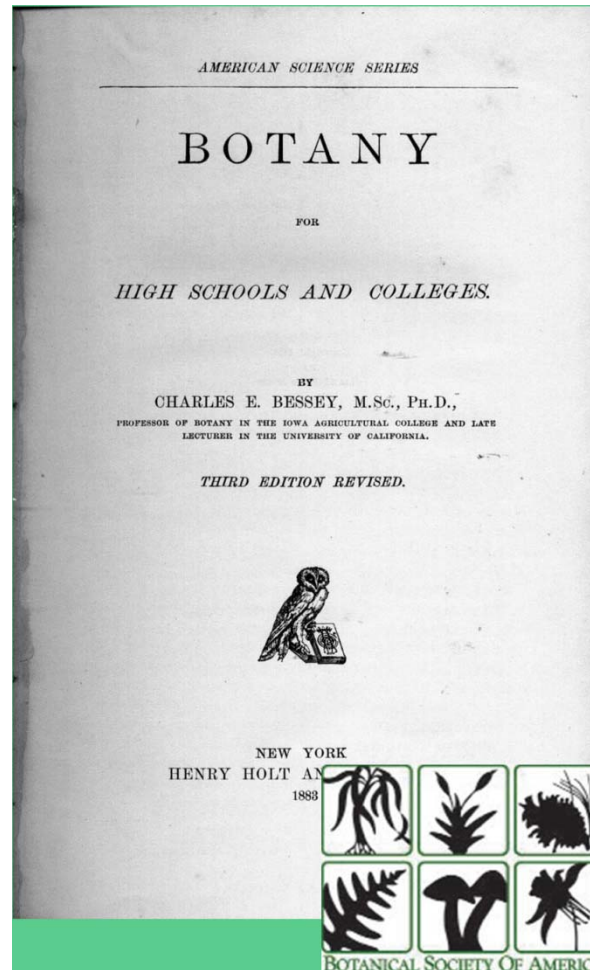 AMERICAN SCIENCE SERIES
BOTANY
FOR
HIGH SCHOOLS AND COLLEGES.
BY
CHARLES E. BESSEY, M.Sc., Ph.D.,
PROFESSOR OF BOTANY IN THE IOWA AGRICULTURAL COLLEGE AND LATE
LECTURER IN THE UNIVERSITY OF CALIFORNIA.
THIRD EDITION REVISED.
NEW YORK
HENRY HOLT
1883
BOTANICAL SOCIETY OF